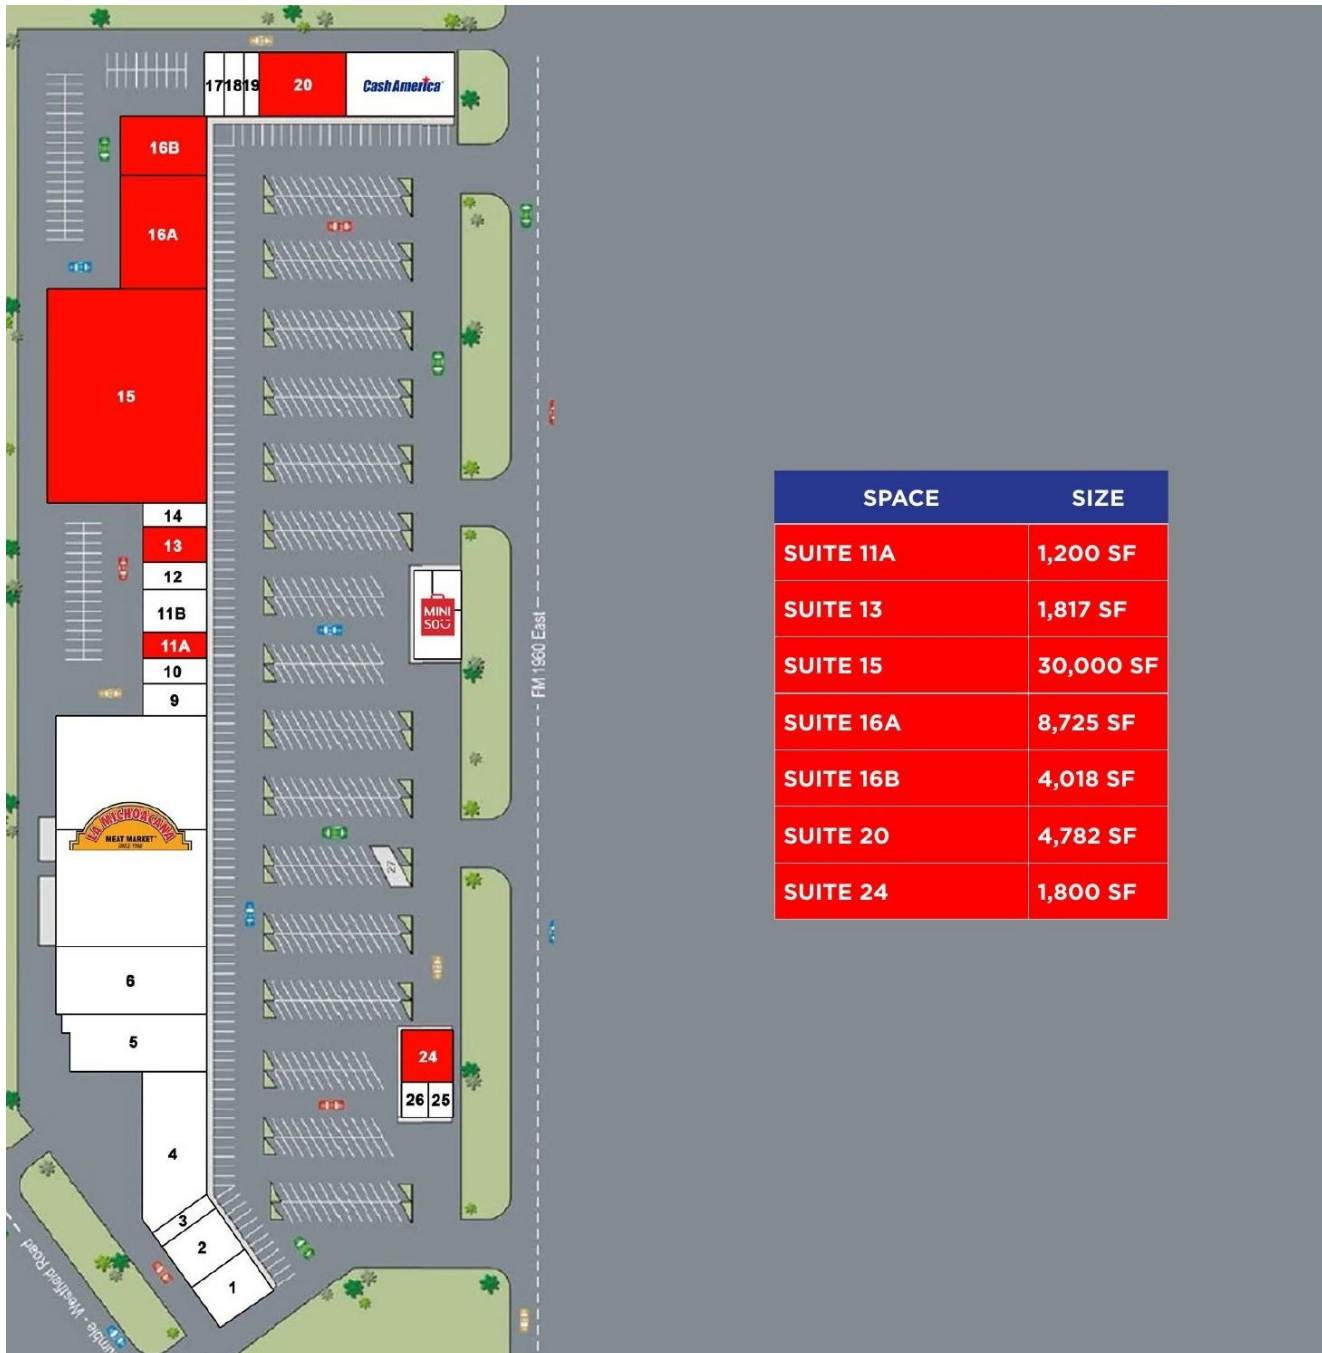 17
18
19
20
CashAmerica
16B
16A
15
14
13
12
11B
11A
10
9
LA MICHOACANA
MEAT MARKET
6
5
4
3
2
1
MINI
SO
27
24
26
25
FM 1960 East
Westfield Road
SPACE SIZE
SUITE 11A 1,200 SF
SUITE 13 1,817 SF
SUITE 15 30,000 SF
SUITE 16A 8,725 SF
SUITE 16B 4,018 SF
SUITE 20 4,782 SF
SUITE 24 1,800 SF